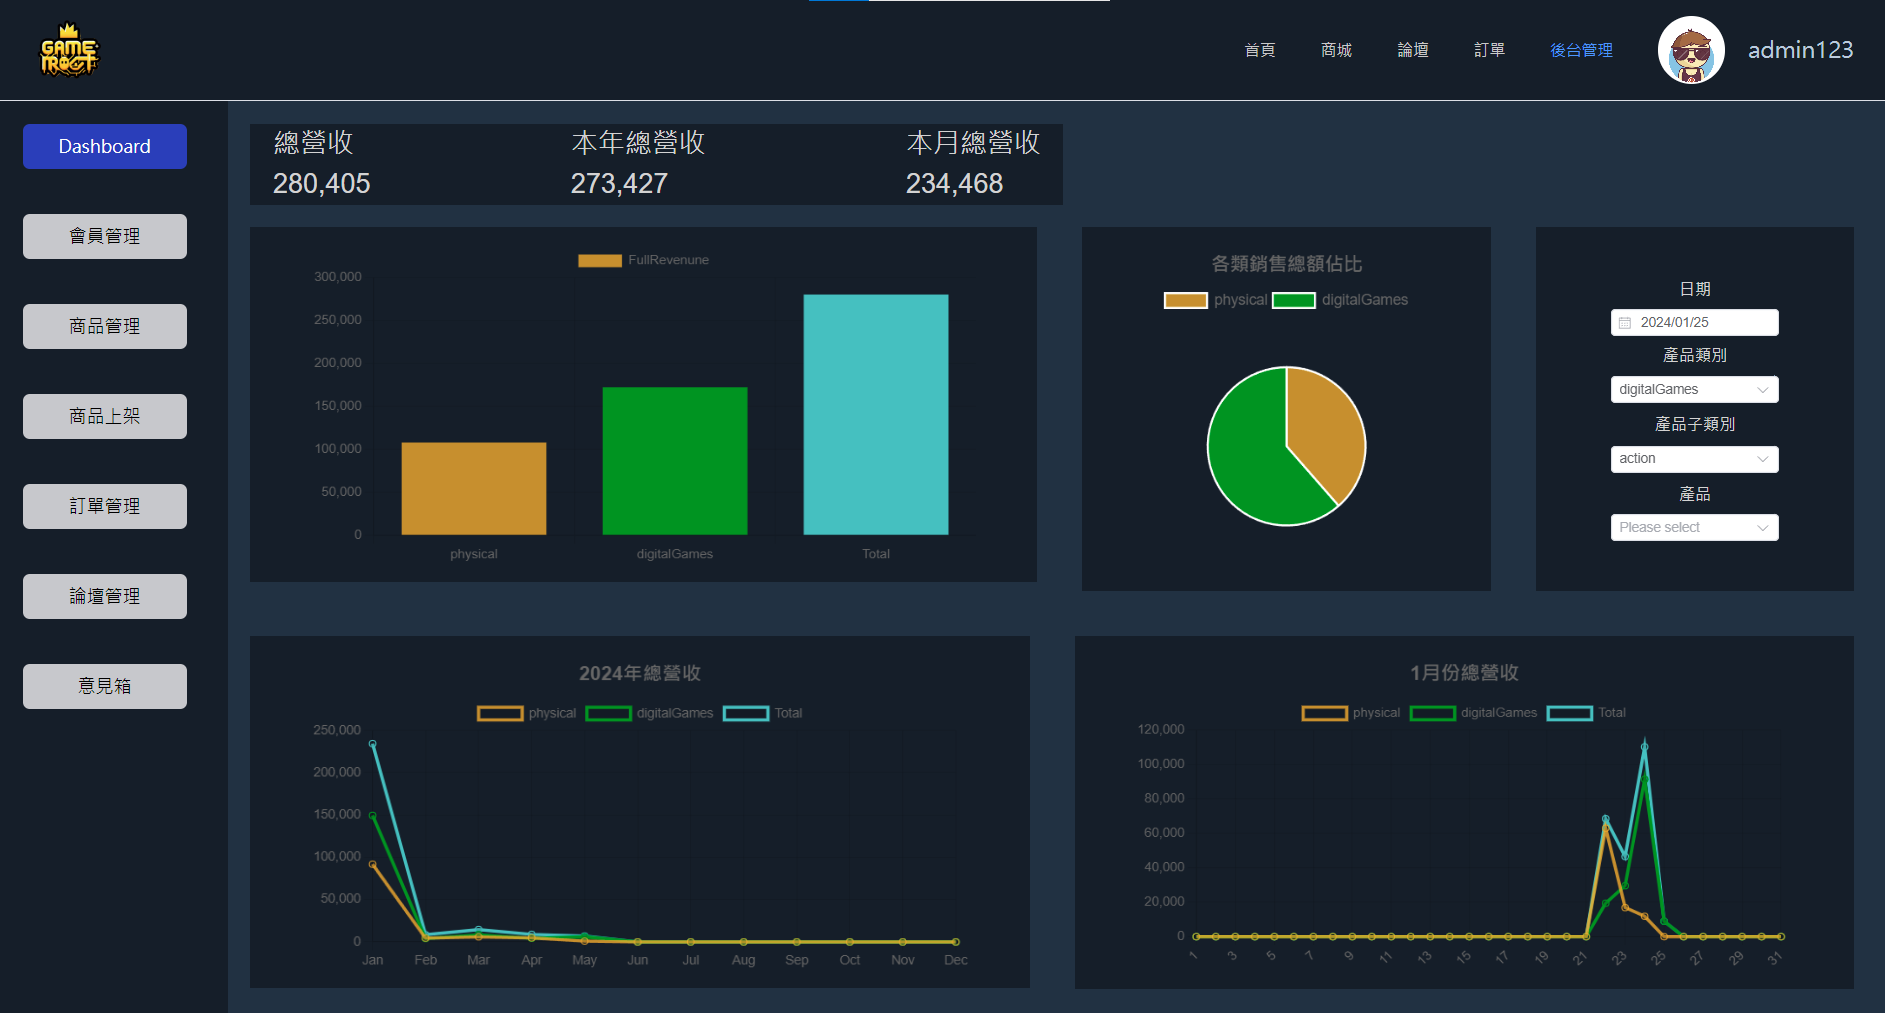 GAME
TROCT
首頁
商城
論壇
訂單
後台管理
admin123
Dashboard
會員管理
商品管理
商品上架
訂單管理
論壇管理
意見箱
總營收
280,405
本年總營收
273,427
本月總營收
234,468
FullRevenune
300,000
250,000
200,000
150,000
100,000
50,000
0
physical
digitalGames
Total
各類銷售總額佔比
physical
digitalGames
日期
2024/01/25
產品類別
digitalGames
產品子類別
action
產品
Please select
2024年總營收
physical
digitalGames
Total
250,000
200,000
150,000
100,000
50,000
0
Jan
Feb
Mar
Apr
May
Jun
Jul
Aug
Sep
Oct
Nov
Dec
1月份總營收
physical
digitalGames
Total
120,000
100,000
80,000
60,000
40,000
20,000
0
1
3
5
7
9
11
13
15
17
19
21
23
25
27
29
31